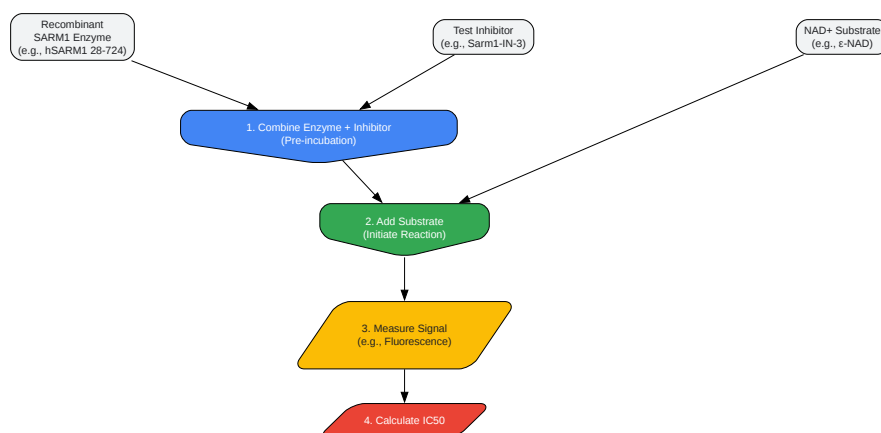 Recombinant
SARM1 Enzyme
(e.g., hSARM1 28-724)
Test Inhibitor
(e.g., Sarm1-IN-3)
NAD+ Substrate
(e.g., ε-NAD)
1. Combine Enzyme + Inhibitor
(Pre-incubation)
2. Add Substrate
(Initiate Reaction)
3. Measure Signal
(e.g., Fluorescence)
4. Calculate IC50